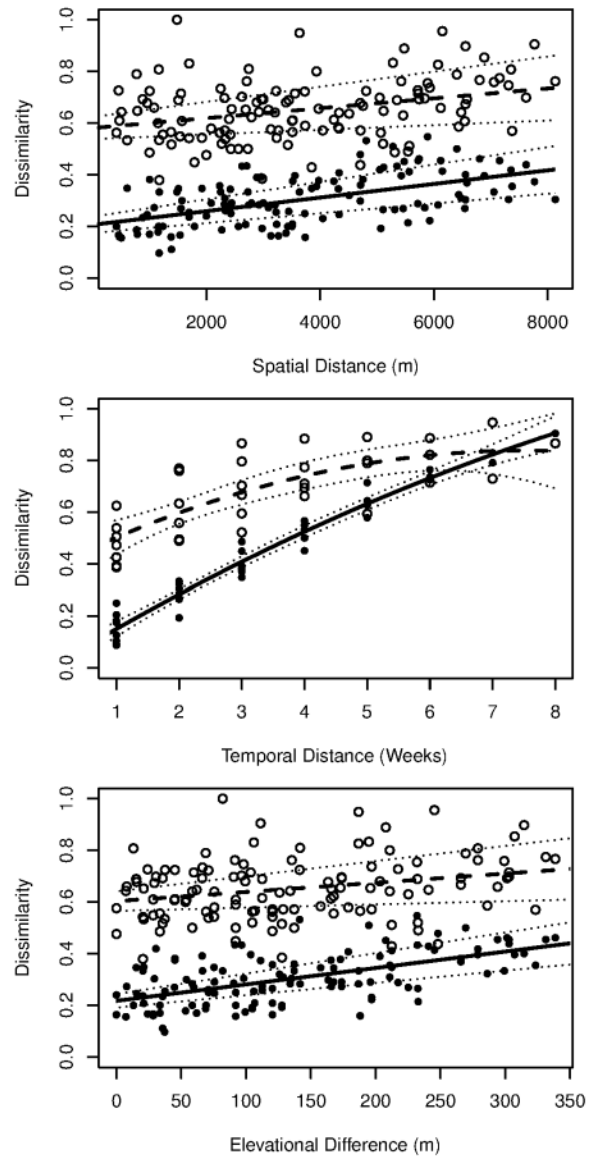 1.0
0.8
0.6
0.4
0.2
0.0
Dissimilarity
2000 4000 6000 8000
Spatial Distance (m)
1.0
0.8
0.6
0.4
0.2
0.0
Dissimilarity
1 2 3 4 5 6 7 8
Temporal Distance (Weeks)
1.0
0.8
0.6
0.4
0.2
0.0
Dissimilarity
0 50 100 150 200 250 300 350
Elevational Difference (m)